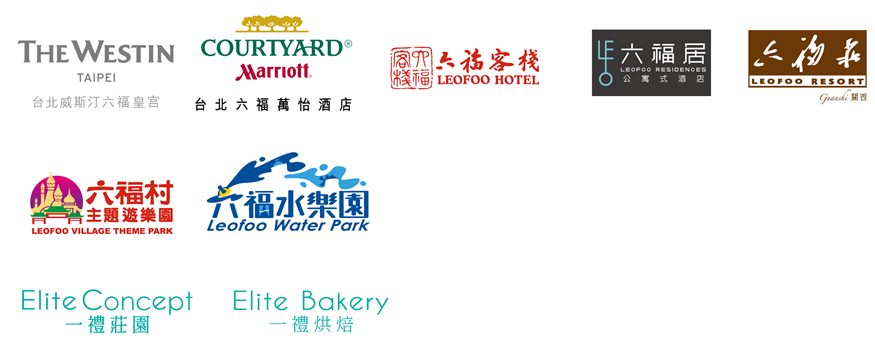 THE WESTIN
TAIPEI
台北威斯汀六福皇宮
COURTYARD®
Marriott®
台北六福萬怡酒店
六福客棧
六福客棧
LEOFOO HOTEL
六福居
LEOFOO RESIDENCES
公寓式酒店
六福莊
LEOFOO RESORT
Guanshi 關西
六福村
主題遊樂園
LEOFOO VILLAGE THEME PARK
六福水樂園
Leofoo Water Park
Elite Concept
一禮莊園
Elite Bakery
一禮烘焙